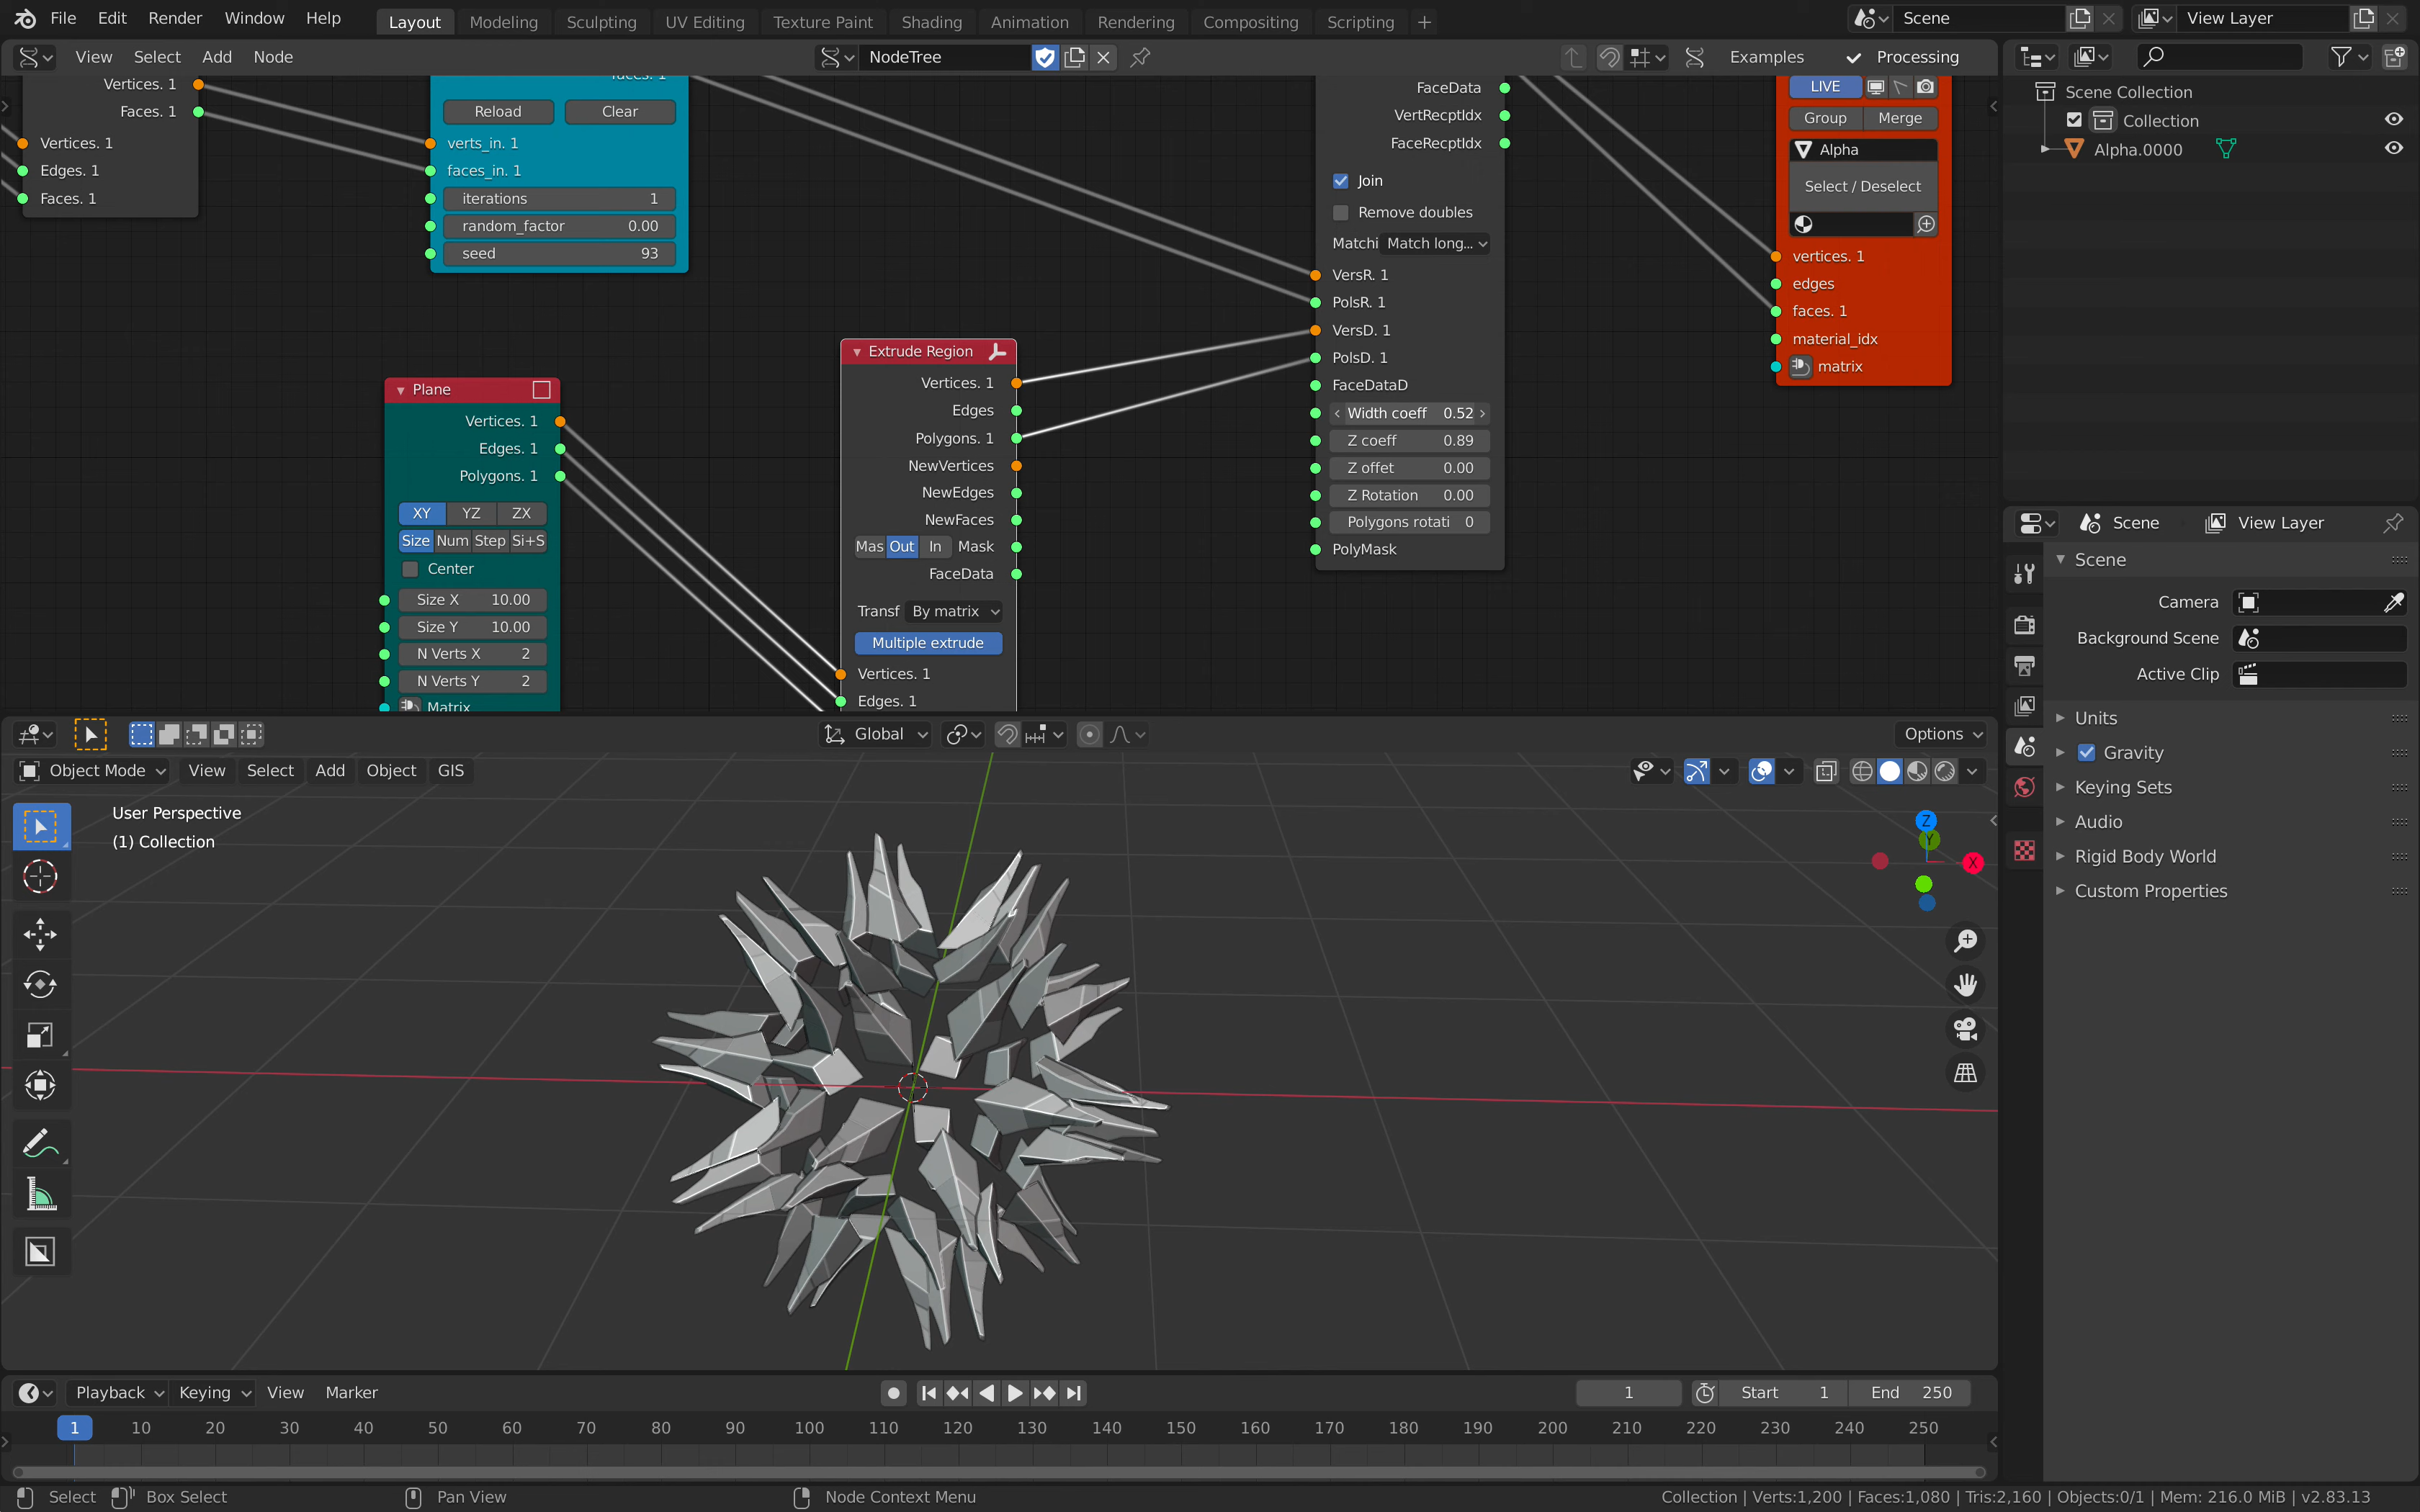 File Edit Render Window Help Layout Modeling Sculpting UV Editing Texture Paint Shading Animation Rendering Compositing Scripting + Scene View Layer
View Select Add Node NodeTree Examples Processing
Vertices. 1
Faces. 1
Vertices. 1
Edges. 1
Faces. 1
faces. 1
Reload Clear
verts_in. 1
faces_in. 1
iterations 1
random_factor 0.00
seed 93
Plane
Vertices. 1
Edges. 1
Polygons. 1
XY YZ ZX
Size Num Step Si+S
Center
Size X 10.00
Size Y 10.00
N Verts X 2
N Verts Y 2
Matrix
Extrude Region
Vertices. 1
Edges
Polygons. 1
NewVertices
NewEdges
NewFaces
Mas Out In Mask
FaceData
Transf By matrix
Multiple extrude
Vertices. 1
Edges. 1
FaceData
VertRecptIdx
FaceRecptIdx
Join
Remove doubles
Matchi Match long...
VersR. 1
PolsR. 1
VersD. 1
PolsD. 1
FaceDataD
Width coeff 0.52
Z coeff 0.89
Z offet 0.00
Z Rotation 0.00
Polygons rotati 0
PolyMask
LIVE
Group Merge
Alpha
Select / Deselect
vertices. 1
edges
faces. 1
material_idx
matrix
Scene Collection
Collection
Alpha.0000
Scene View Layer
Scene
Camera
Background Scene
Active Clip
Units
Gravity
Keying Sets
Audio
Rigid Body World
Custom Properties
Global Options
Object Mode View Select Add Object GIS
User Perspective
(1) Collection
Z
Y
X
Playback Keying View Marker 1 Start 1 End 250
1 10 20 30 40 50 60 70 80 90 100 110 120 130 140 150 160 170 180 190 200 210 220 230 240 250
Select Box Select Pan View Node Context Menu Collection | Verts:1,200 | Faces:1,080 | Tris:2,160 | Objects:0/1 | Mem: 216.0 MiB | v2.83.13